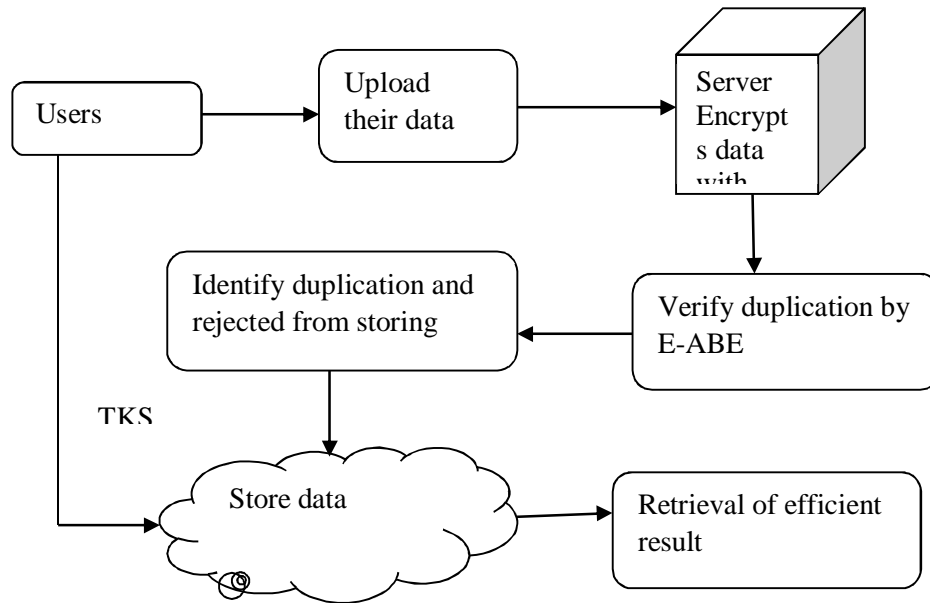 Users
Upload
their data
Server
Encrypt
s data
with
Identify duplication and
rejected from storing
Verify duplication by
E-ABE
TKS
Store data
Retrieval of efficient
result